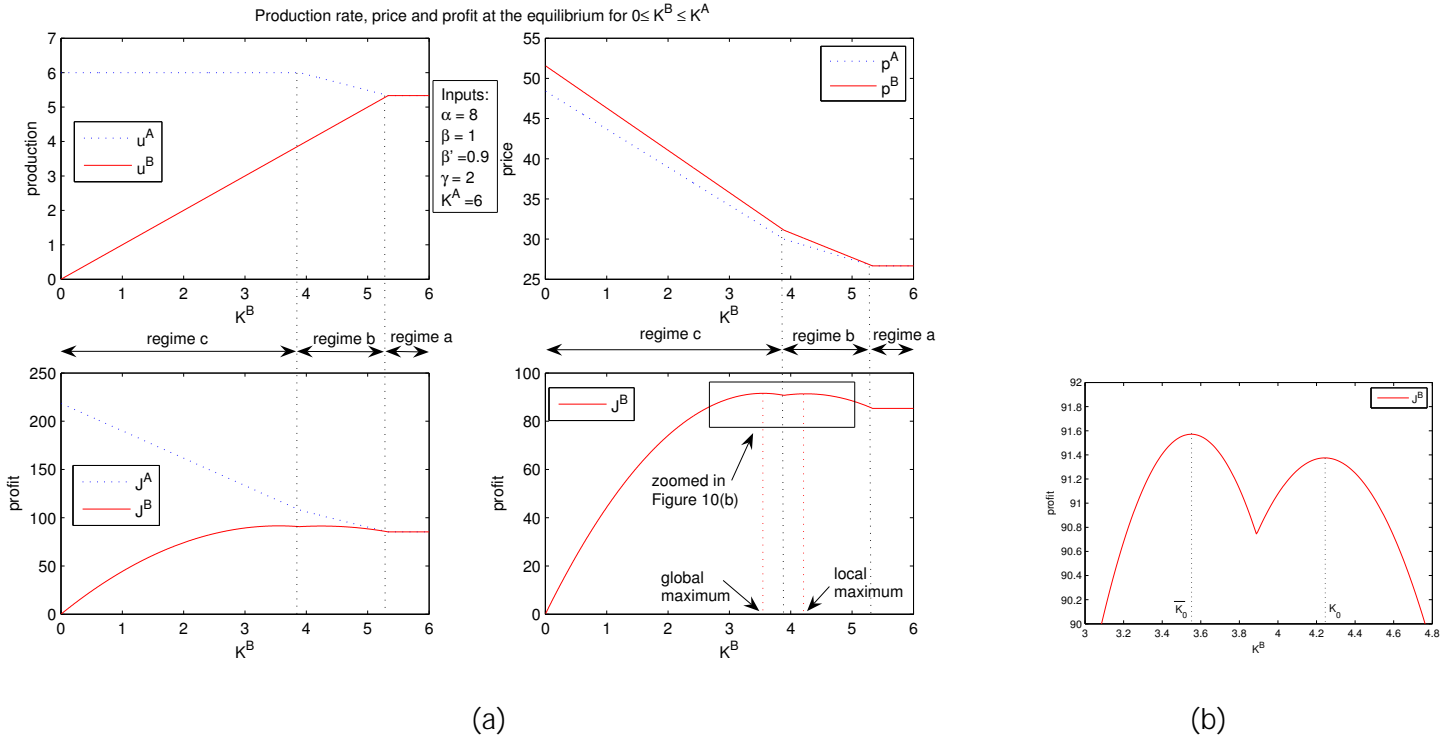 Production rate, price and profit at the equilibrium for 0≤ K^B ≤ K^A
7
6
5
4
3
2
1
0
production
u^A
u^B
0 1 2 3 4 5 6
K^B
Inputs:
α = 8
β = 1
β' =0.9
γ = 2
K^A =6
55
50
45
40
35
30
25
price
p^A
p^B
0 1 2 3 4 5 6
K^B
regime c
regime b
regime a
regime c
regime b
regime a
250
200
150
100
50
0
profit
J^A
J^B
0 1 2 3 4 5 6
K^B
100
80
60
40
20
0
profit
J^B
zoomed in
Figure 10(b)
global
maximum
local
maximum
0 1 2 3 4 5 6
K^B
92
91.8
91.6
91.4
91.2
91
90.8
90.6
90.4
90.2
90
profit
J^B
K̅_0
K_0
3 3.2 3.4 3.6 3.8 4 4.2 4.4 4.6 4.8
K^B
(a)
(b)